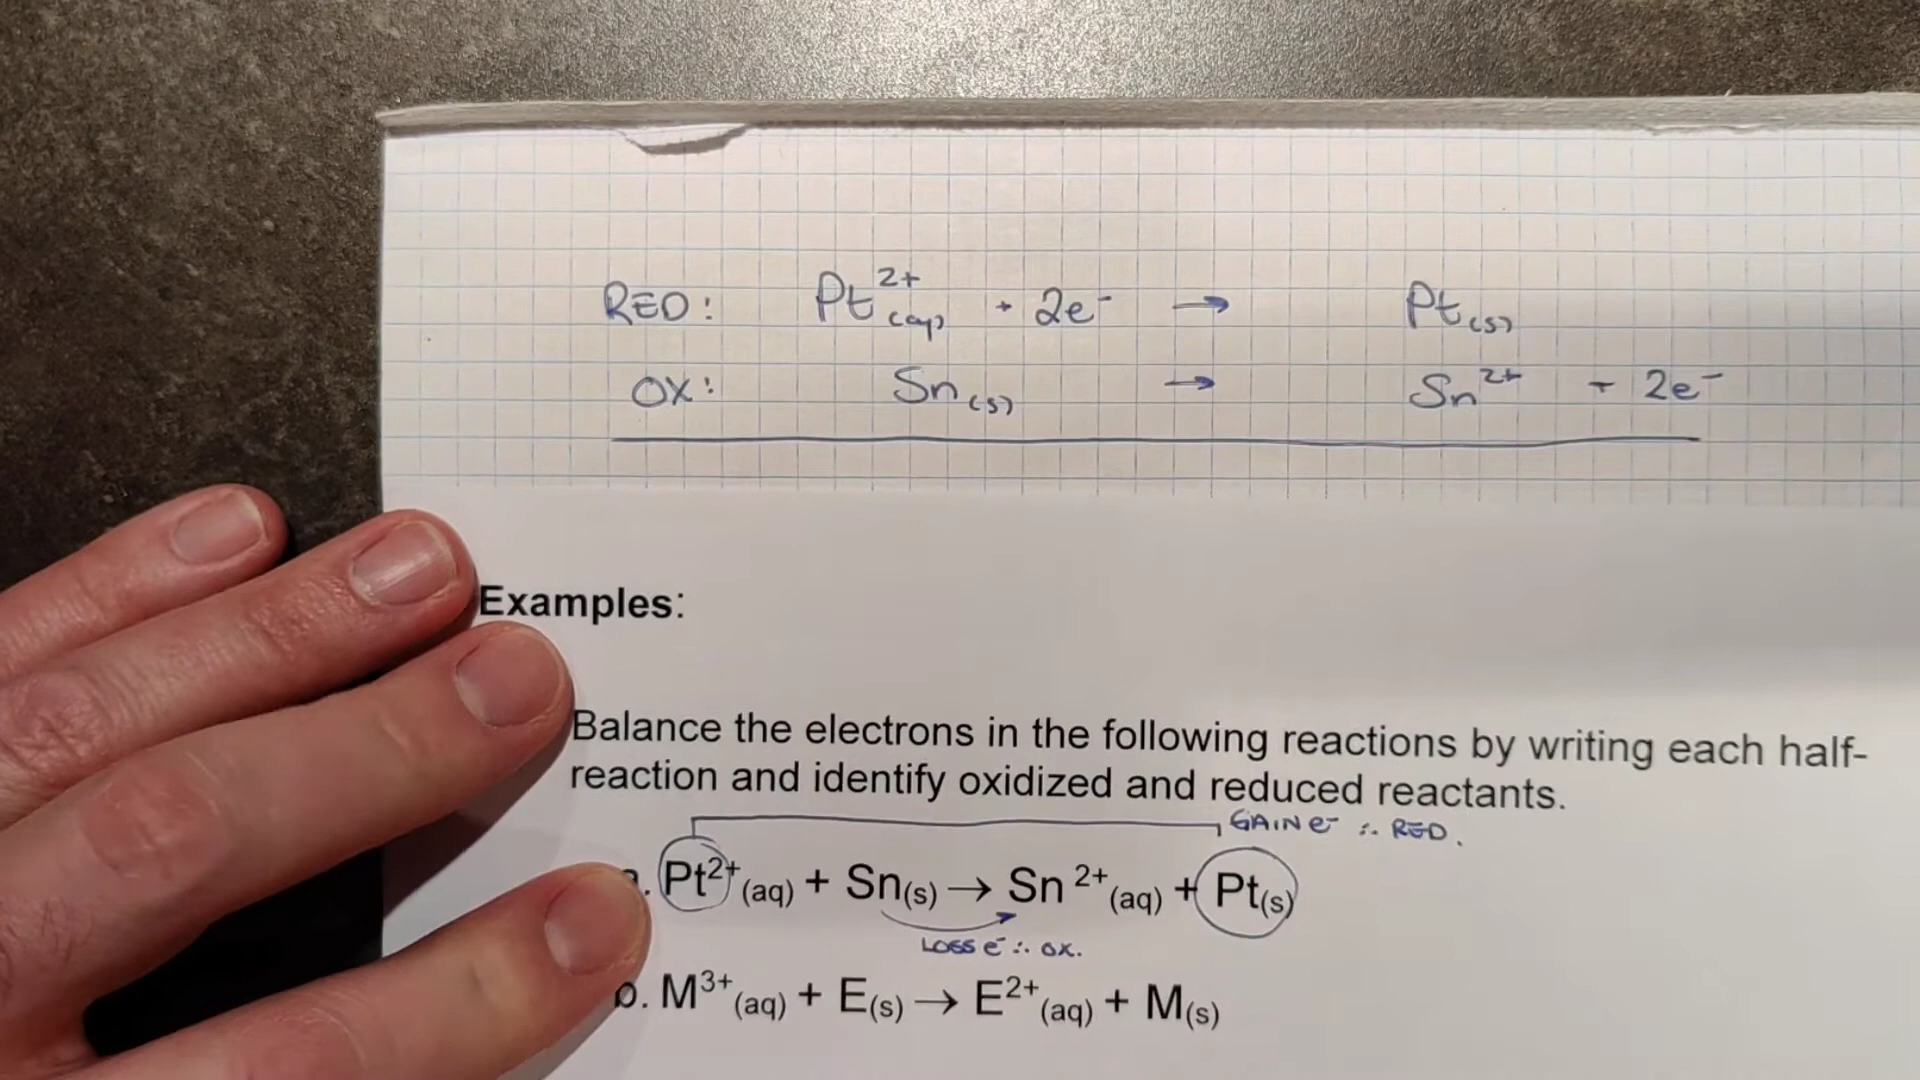 RED: Pt²⁺(aq) + 2e⁻ → Pt(s)
OX: Sn(s) → Sn²⁺ + 2e⁻
Examples:
Balance the electrons in the following reactions by writing each half-
reaction and identify oxidized and reduced reactants.
GAIN e⁻ ∴ RED.
a. Pt²⁺(aq) + Sn(s) → Sn²⁺(aq) + Pt(s)
LOSS e⁻ ∴ OX.
b. M³⁺(aq) + E(s) → E²⁺(aq) + M(s)